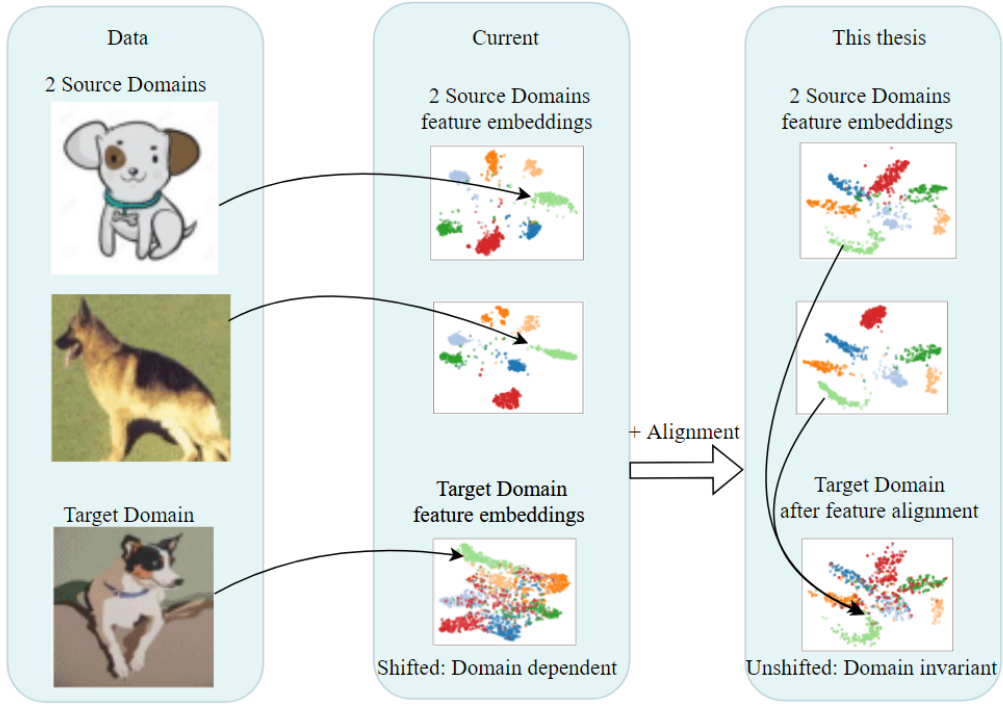 Data
2 Source Domains
Target Domain
Current
2 Source Domains
feature embeddings
Target Domain
feature embeddings
Shifted: Domain dependent
+ Alignment
This thesis
2 Source Domains
feature embeddings
Target Domain
after feature alignment
Unshifted: Domain invariant